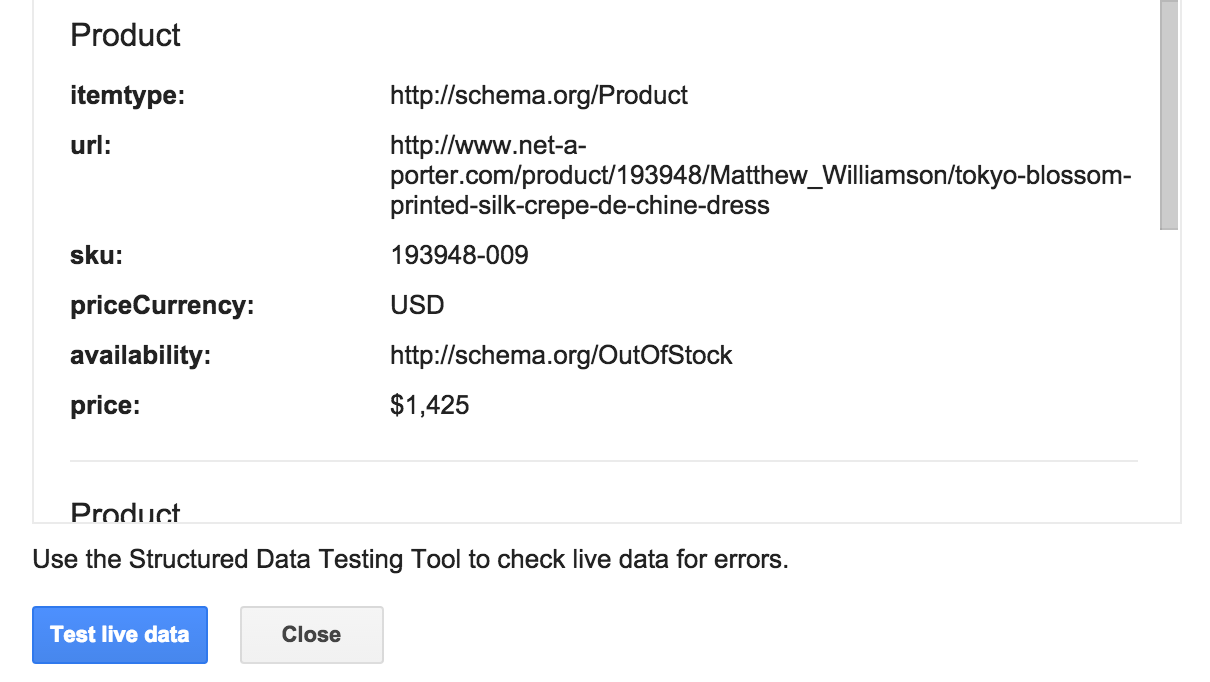 Product
itemtype: http://schema.org/Product
url: http://www.net-a-
porter.com/product/193948/Matthew_Williamson/tokyo-blossom-
printed-silk-crepe-de-chine-dress
sku: 193948-009
priceCurrency: USD
availability: http://schema.org/OutOfStock
price: $1,425
Product
Use the Structured Data Testing Tool to check live data for errors.
Test live data Close